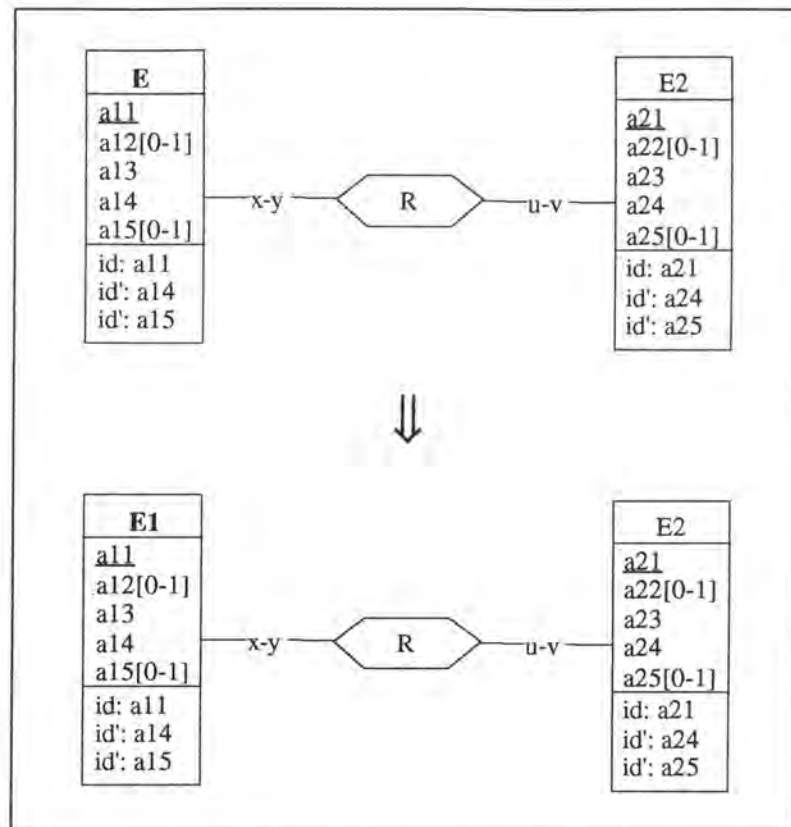 E
a11
a12[0-1]
a13
a14
a15[0-1]
id: a11
id': a14
id': a15
x-y
R
u-v
E2
a21
a22[0-1]
a23
a24
a25[0-1]
id: a21
id': a24
id': a25
⇓
E1
a11
a12[0-1]
a13
a14
a15[0-1]
id: a11
id': a14
id': a15
x-y
R
u-v
E2
a21
a22[0-1]
a23
a24
a25[0-1]
id: a21
id': a24
id': a25